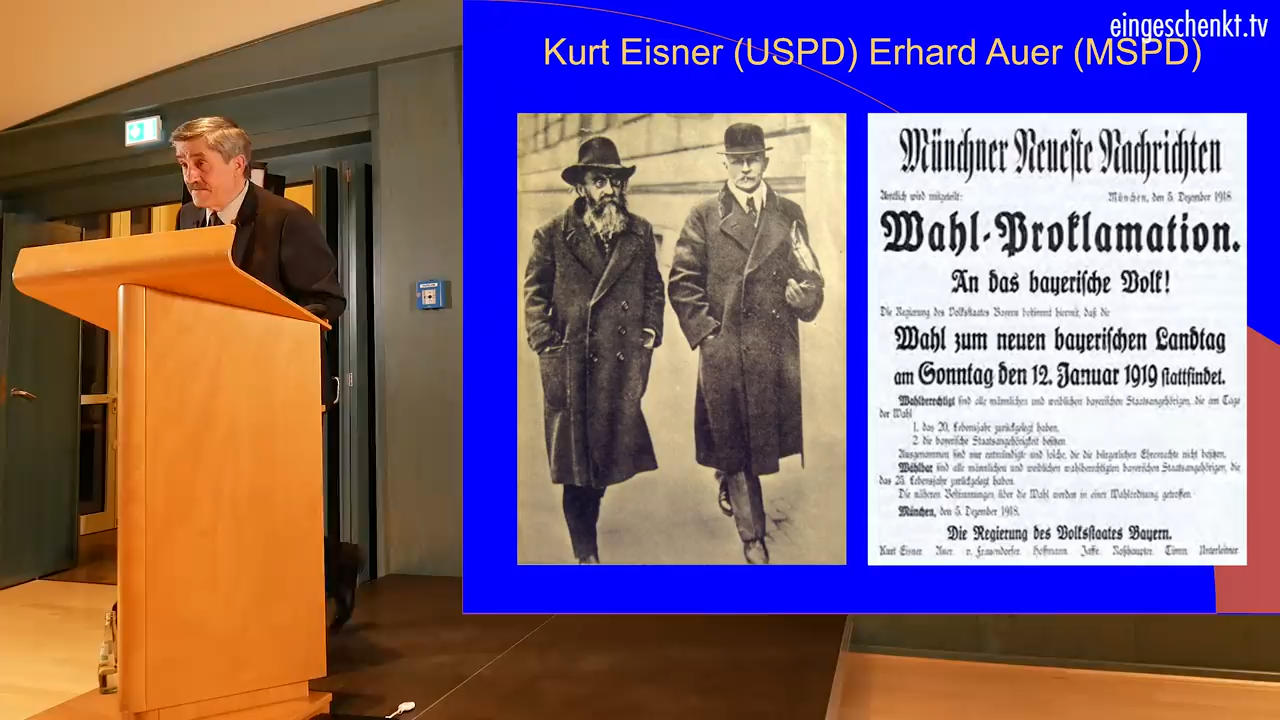 eingeschenkt.tv
Kurt Eisner (USPD) Erhard Auer (MSPD)
Münchner Neueste Nachrichten
Amtlich wird mitgeteilt: München, den 5. Dezember 1918
Wahl-Proklamation.
An das bayerische Volk!
Die Regierung des Volksstaates Bayern bestimmt hiermit, daß die
Wahl zum neuen bayerischen Landtag
am Sonntag den 12. Januar 1919 stattfindet.
Wahlberechtigt sind alle männlichen und weiblichen bayerischen Staatsangehörigen, die am Tage
der Wahl
1. das 20. Lebensjahr zurückgelegt haben,
2. die bayerische Staatsangehörigkeit besitzen.
Ausgenommen sind nur entmündigte und solche, die die bürgerlichen Ehrenrechte nicht besitzen.
Wählbar sind alle männlichen und weiblichen wahlberechtigten bayerischen Staatsangehörigen, die
das 25. Lebensjahr zurückgelegt haben.
Die näheren Bestimmungen über die Wahl werden in einer Wahlordnung getroffen.
München, den 5. Dezember 1918.
Die Regierung des Volksstaates Bayern.
Kurt Eisner Auer v. Frauendorfer. Hoffmann Jaffe. Roßhaupter. Timm Unterleitner